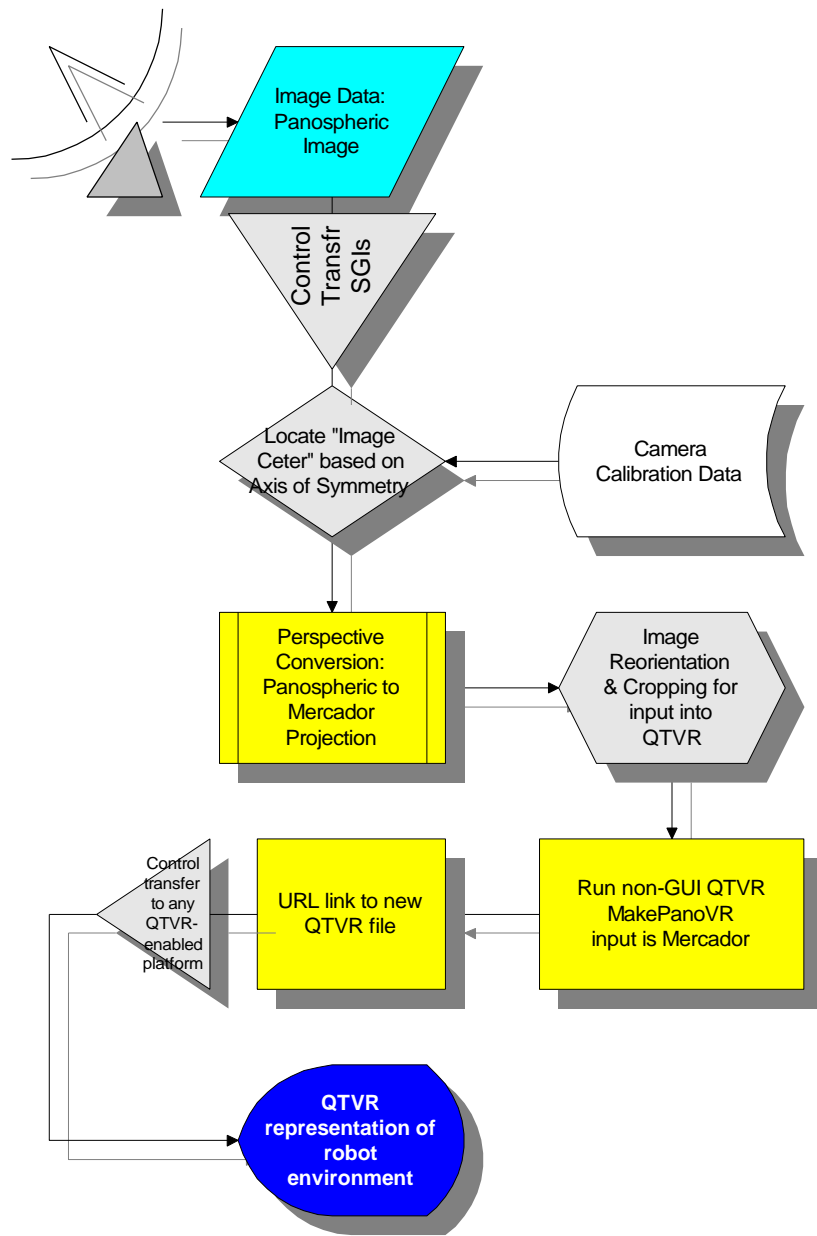 Image Data:
Panospheric
Image
Control
Transfr
SGIs
Locate "Image
Ceter" based on
Axis of Symmetry
Camera
Calibration Data
Perspective
Conversion:
Panospheric to
Mercador
Projection
Image
Reorientation
& Cropping for
input into
QTVR
Control
transfer
to any
QTVR-
enabled
platform
URL link to new
QTVR file
Run non-GUI QTVR
MakePanoVR
input is Mercador
QTVR
representation of
robot
environment